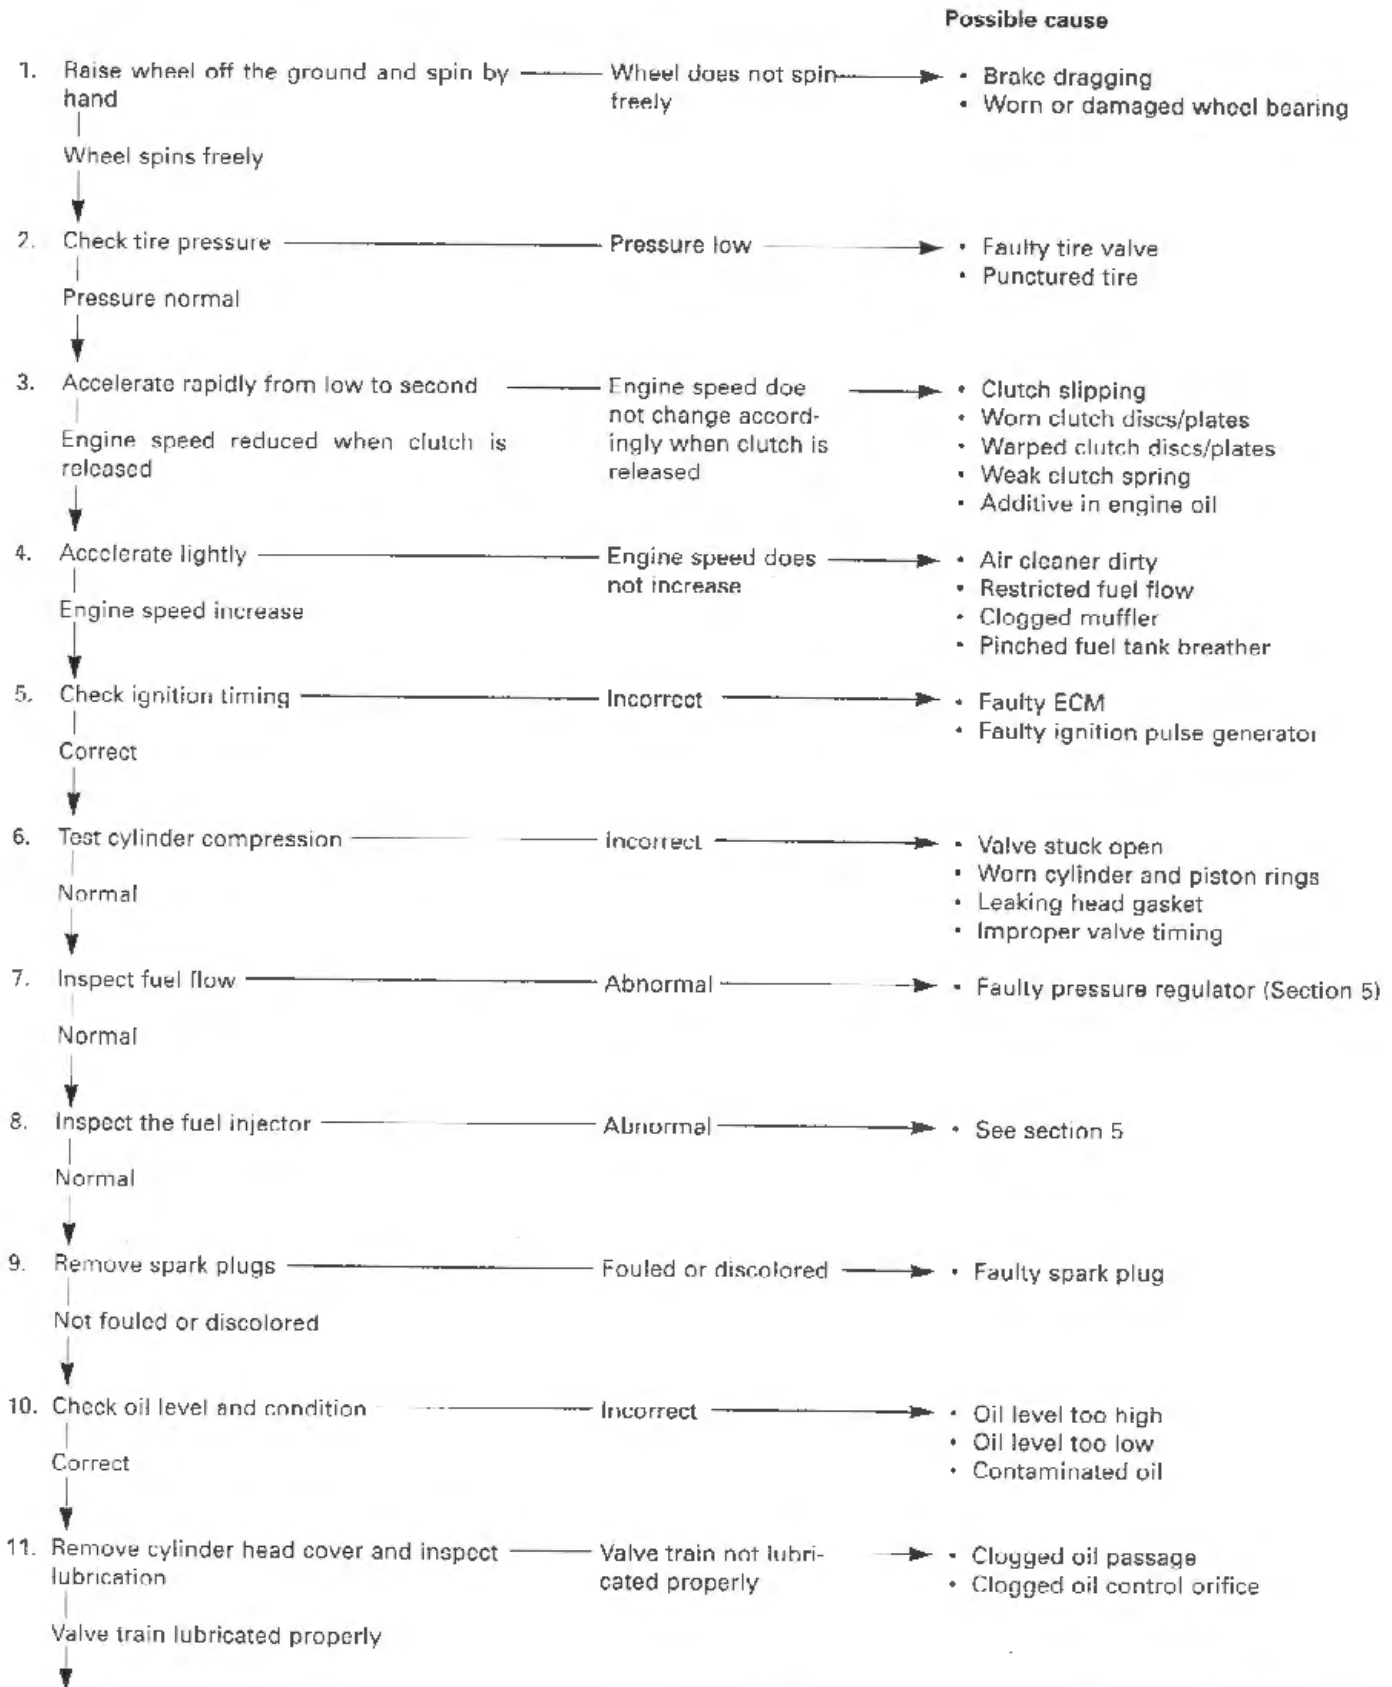 Possible cause
1. Raise wheel off the ground and spin by
hand
Wheel does not spin
freely
• Brake dragging
• Worn or damaged wheel bearing
Wheel spins freely
2. Check tire pressure
Pressure low
• Faulty tire valve
• Punctured tire
Pressure normal
3. Accelerate rapidly from low to second
Engine speed doe
not change accord-
ingly when clutch is
released
• Clutch slipping
• Worn clutch discs/plates
• Warped clutch discs/plates
• Weak clutch spring
• Additive in engine oil
Engine speed reduced when clutch is
released
4. Accelerate lightly
Engine speed does
not increase
• Air cleaner dirty
• Restricted fuel flow
• Clogged muffler
• Pinched fuel tank breather
Engine speed increase
5. Check ignition timing
Incorrect
• Faulty ECM
• Faulty ignition pulse generator
Correct
6. Test cylinder compression
Incorrect
• Valve stuck open
• Worn cylinder and piston rings
• Leaking head gasket
• Improper valve timing
Normal
7. Inspect fuel flow
Abnormal
• Faulty pressure regulator (Section 5)
Normal
8. Inspect the fuel injector
Abnormal
• See section 5
Normal
9. Remove spark plugs
Fouled or discolored
• Faulty spark plug
Not fouled or discolored
10. Check oil level and condition
Incorrect
• Oil level too high
• Oil level too low
• Contaminated oil
Correct
11. Remove cylinder head cover and inspect
lubrication
Valve train not lubri-
cated properly
• Clogged oil passage
• Clogged oil control orifice
Valve train lubricated properly